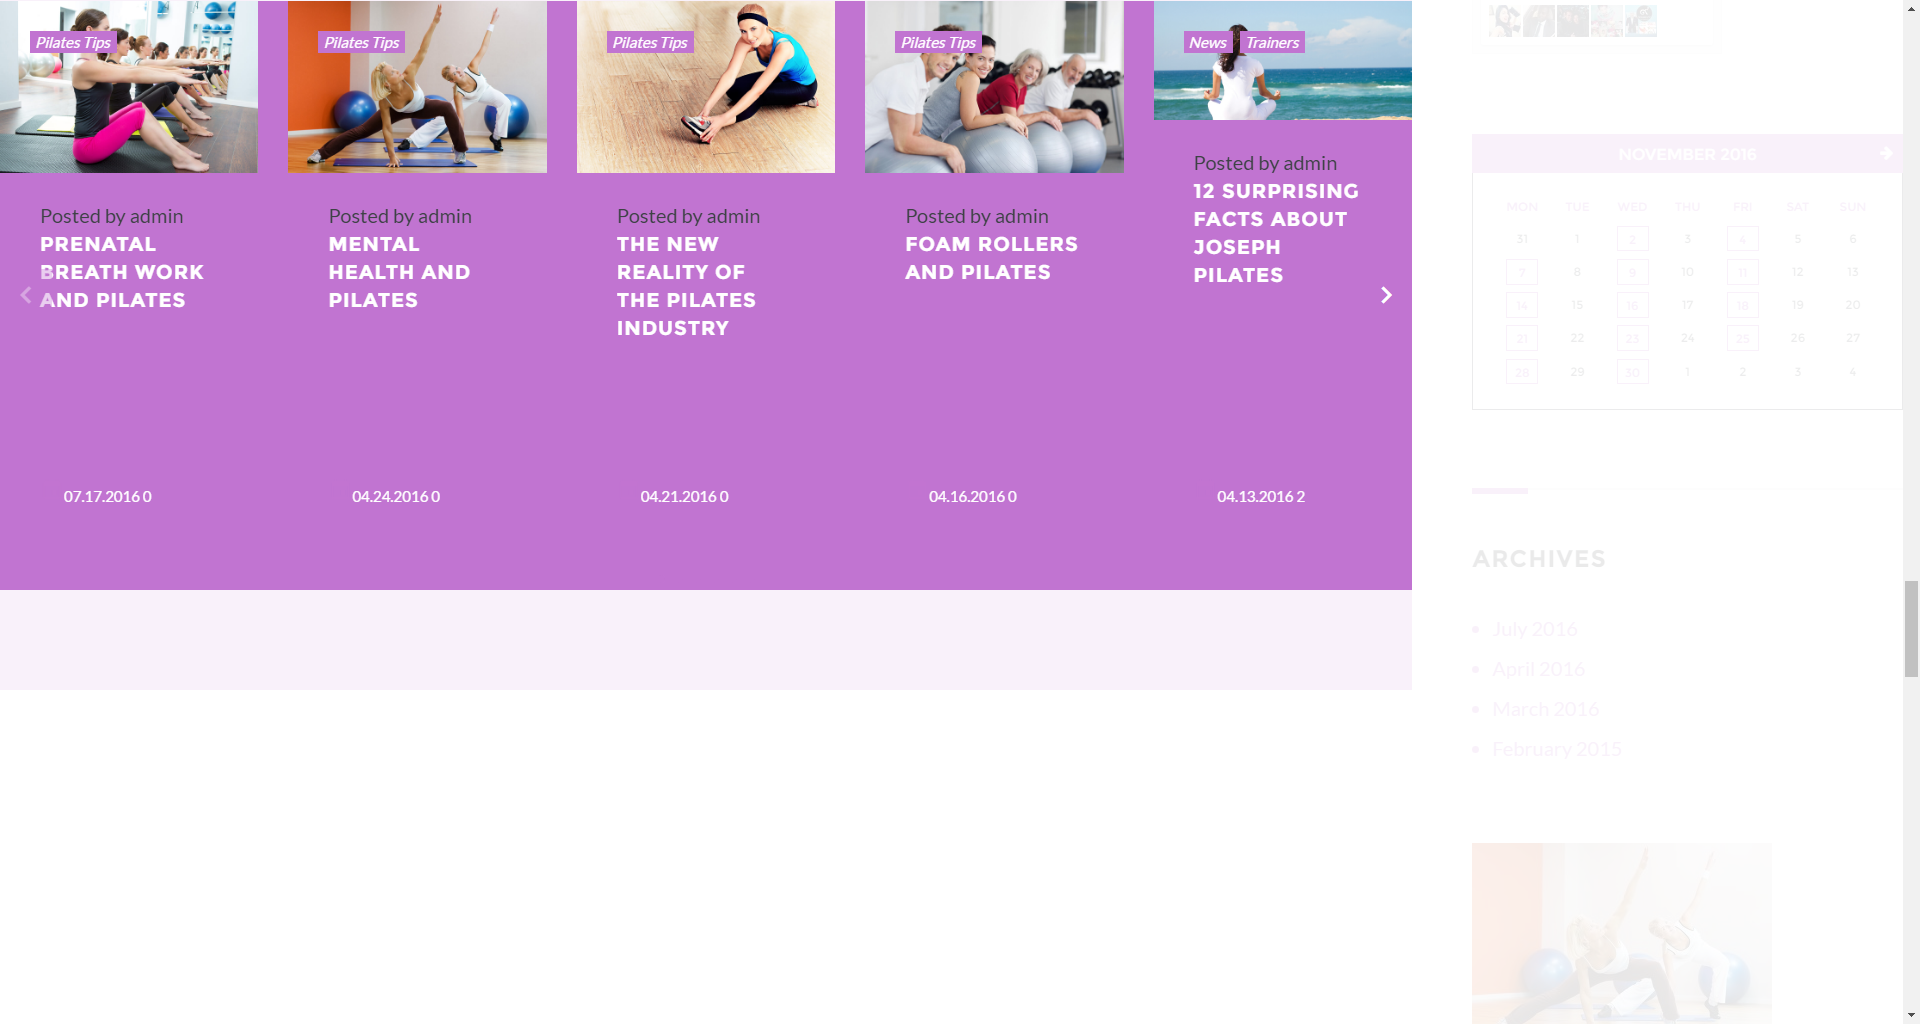 Pilates Tips
Posted by admin
PRENATAL
BREATH WORK
AND PILATES
07.17.2016 0
Pilates Tips
Posted by admin
MENTAL
HEALTH AND
PILATES
04.24.2016 0
Pilates Tips
Posted by admin
THE NEW
REALITY OF
THE PILATES
INDUSTRY
04.21.2016 0
Pilates Tips
Posted by admin
FOAM ROLLERS
AND PILATES
04.16.2016 0
News Trainers
Posted by admin
12 SURPRISING
FACTS ABOUT
JOSEPH
PILATES
04.13.2016 2
NOVEMBER 2016
MON TUE WED THU FRI SAT SUN
31 1 2 3 4 5 6
7 8 9 10 11 12 13
14 15 16 17 18 19 20
21 22 23 24 25 26 27
28 29 30 1 2 3 4
ARCHIVES
July 2016
April 2016
March 2016
February 2015